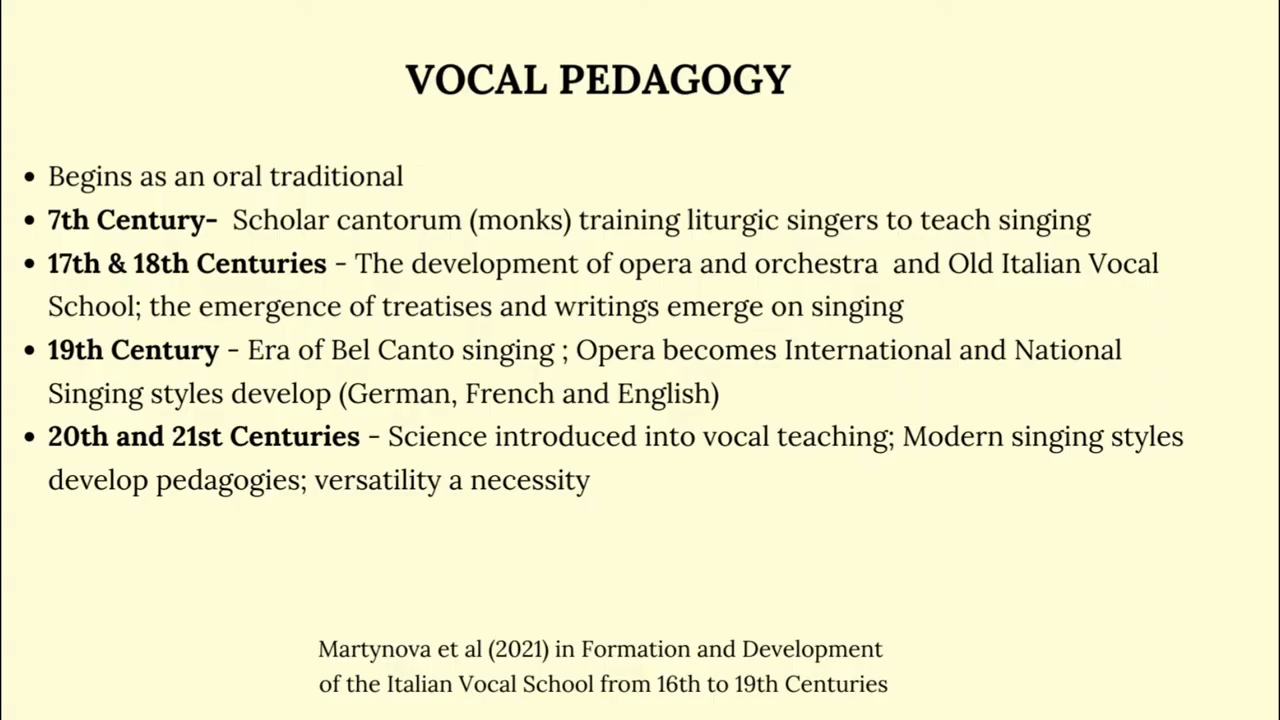 VOCAL PEDAGOGY
• Begins as an oral traditional
• 7th Century- Scholar cantorum (monks) training liturgic singers to teach singing
• 17th & 18th Centuries - The development of opera and orchestra and Old Italian Vocal
School; the emergence of treatises and writings emerge on singing
• 19th Century - Era of Bel Canto singing ; Opera becomes International and National
Singing styles develop (German, French and English)
• 20th and 21st Centuries - Science introduced into vocal teaching; Modern singing styles
develop pedagogies; versatility a necessity
Martynova et al (2021) in Formation and Development
of the Italian Vocal School from 16th to 19th Centuries